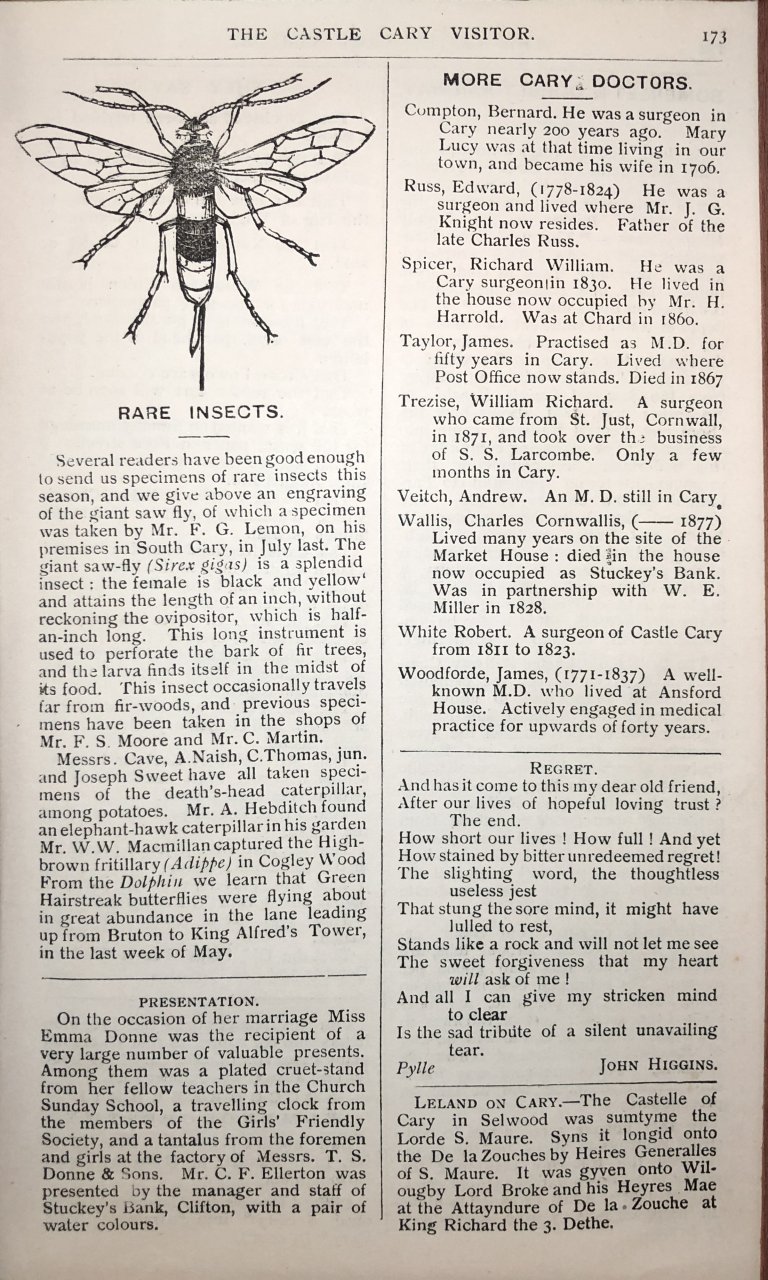 THE CASTLE CARY VISITOR.
173
RARE INSECTS.
Several readers have been good enough
to send us specimens of rare insects this
season, and we give above an engraving
of the giant saw fly, of which a specimen
was taken by Mr. F. G. Lemon, on his
premises in South Cary, in July last. The
giant saw-fly (Sirex gigas) is a splendid
insect : the female is black and yellow‘
and attains the length of an inch, without
reckoning the ovipositor, which is half-
an-inch long. This long instrument is
used to perforate the bark of fir trees,
and the larva finds itself in the midst of
its food. This insect occasionally travels
far from fir-woods, and previous speci-
mens have been taken in the shops of
Mr. F. S. Moore and Mr. C. Martin.
Messrs. Cave, A.Naish, C.Thomas, jun.
and Joseph Sweet have all taken speci-
mens of the death's-head caterpillar,
among potatoes. Mr. A. Hebditch found
an elephant-hawk caterpillar in his garden
Mr. W.W. Macmillan captured the High-
brown fritillary (Adippe) in Cogley Wood
From the Dolphin we learn that Green
Hairstreak butterflies were flying about
in great abundance in the lane leading
up from Bruton to King Alfred's Tower,
in the last week of May.
PRESENTATION.
On the occasion of her marriage Miss
Emma Donne was the recipient of a
very large number of valuable presents.
Among them was a plated cruet-stand
from her fellow teachers in the Church
Sunday School, a travelling clock from
the members of the Girls' Friendly
Society, and a tantalus from the foremen
and girls at the factory of Messrs. T. S.
Donne & Sons. Mr. C. F. Ellerton was
presented by the manager and staff of
Stuckey's Bank, Clifton, with a pair of
water colours.
MORE CARY DOCTORS.
Compton, Bernard. He was a surgeon in
Cary nearly 200 years ago. Mary
Lucy was at that time living in our
town, and became his wife in 1706.
Russ, Edward, (1778-1824) He was a
surgeon and lived where Mr. J. G.
Knight now resides. Father of the
late Charles Russ.
Spicer, Richard William. He was a
Cary surgeon in 1830. He lived in
the house now occupied by Mr. H.
Harrold. Was at Chard in 1860.
Taylor, James. Practised as M.D. for
fifty years in Cary. Lived where
Post Office now stands. Died in 1867
Trezise, William Richard. A surgeon
who came from St. Just, Cornwall,
in 1871, and took over the business
of S. S. Larcombe. Only a few
months in Cary.
Veitch, Andrew. An M. D. still in Cary.
Wallis, Charles Cornwallis, (—— 1877)
Lived many years on the site of the
Market House : died in the house
now occupied as Stuckey's Bank.
Was in partnership with W. E.
Miller in 1828.
White Robert. A surgeon of Castle Cary
from 1811 to 1823.
Woodforde, James, (1771-1837) A well-
known M.D. who lived at Ansford
House. Actively engaged in medical
practice for upwards of forty years.
REGRET.
And has it come to this my dear old friend,
After our lives of hopeful loving trust ?
The end.
How short our lives ! How full ! And yet
How stained by bitter unredeemed regret!
The slighting word, the thoughtless
useless jest
That stung the sore mind, it might have
lulled to rest,
Stands like a rock and will not let me see
The sweet forgiveness that my heart
will ask of me !
And all I can give my stricken mind
to clear
Is the sad tribute of a silent unavailing
tear.
Pylle JOHN HIGGINS.
LELAND ON CARY.—The Castelle of
Cary in Selwood was sumtyme the
Lorde S. Maure. Syns it longid onto
the De la Zouches by Heires Generalles
of S. Maure. It was gyven onto Wil-
ougby Lord Broke and his Heyres Mae
at the Attayndure of De la Zouche at
King Richard the 3. Dethe.